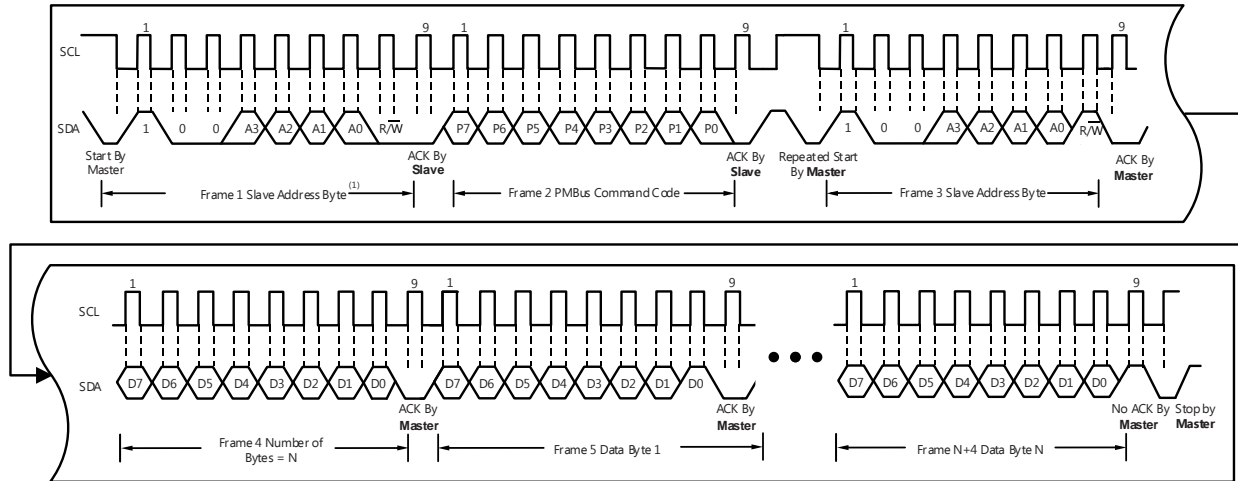 1 9 1 9 1 9
SCL
SDA 1 0 0 A3 A2 A1 A0 R/W P7 P6 P5 P4 P3 P2 P1 P0 1 0 0 A3 A2 A1 A0 R/W
Start By
Master
ACK By
Slave
ACK By
Slave
Repeated Start
By Master
ACK By
Master
Frame 1 Slave Address Byte (1)
Frame 2 PMBus Command Code
Frame 3 Slave Address Byte
1 9 1 9 1 9
SCL
SDA D7 D6 D5 D4 D3 D2 D1 D0 D7 D6 D5 D4 D3 D2 D1 D0 D7 D6 D5 D4 D3 D2 D1 D0
ACK By
Master
ACK By
Master
No ACK By
Master
Stop by
Master
Frame 4 Number of
Bytes = N
Frame 5 Data Byte 1
Frame N+4 Data Byte N